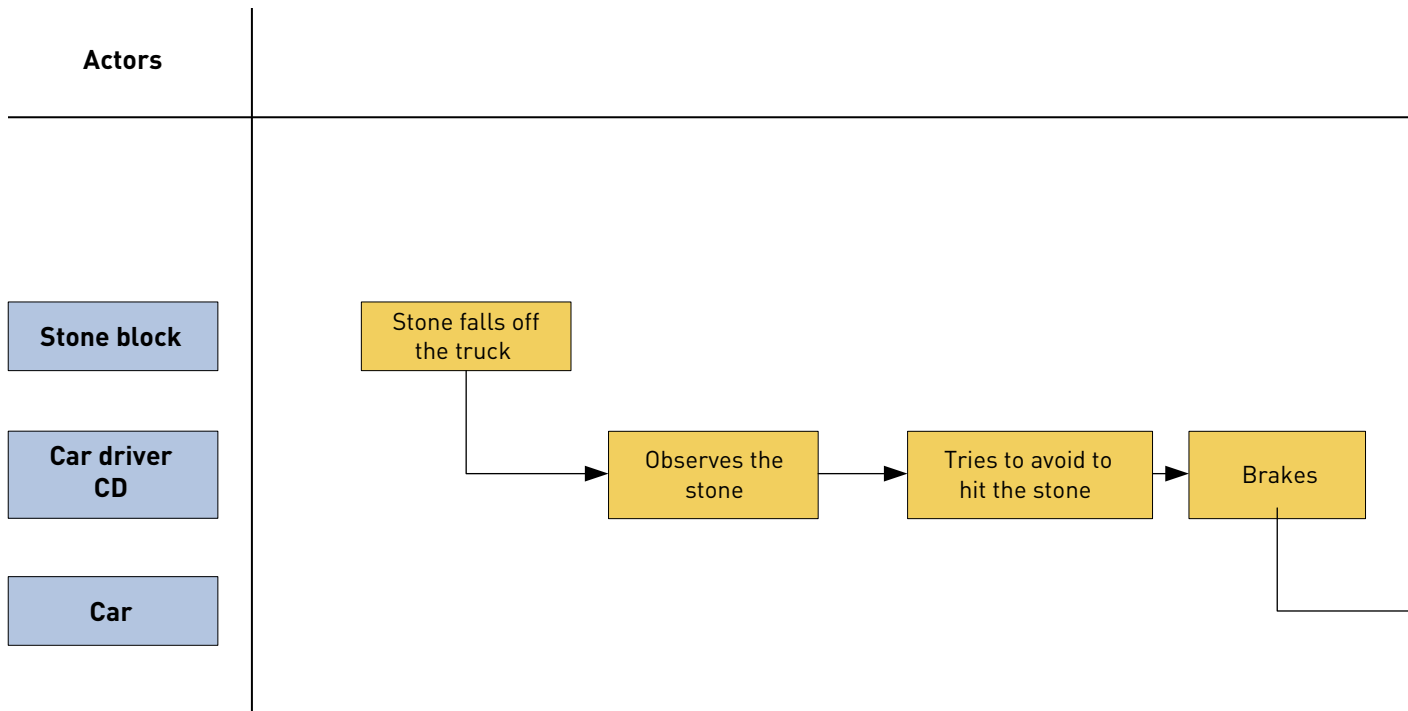 Actors
Stone block
Stone falls off
the truck
Car driver
CD
Observes the
stone
Tries to avoid to
hit the stone
Brakes
Car